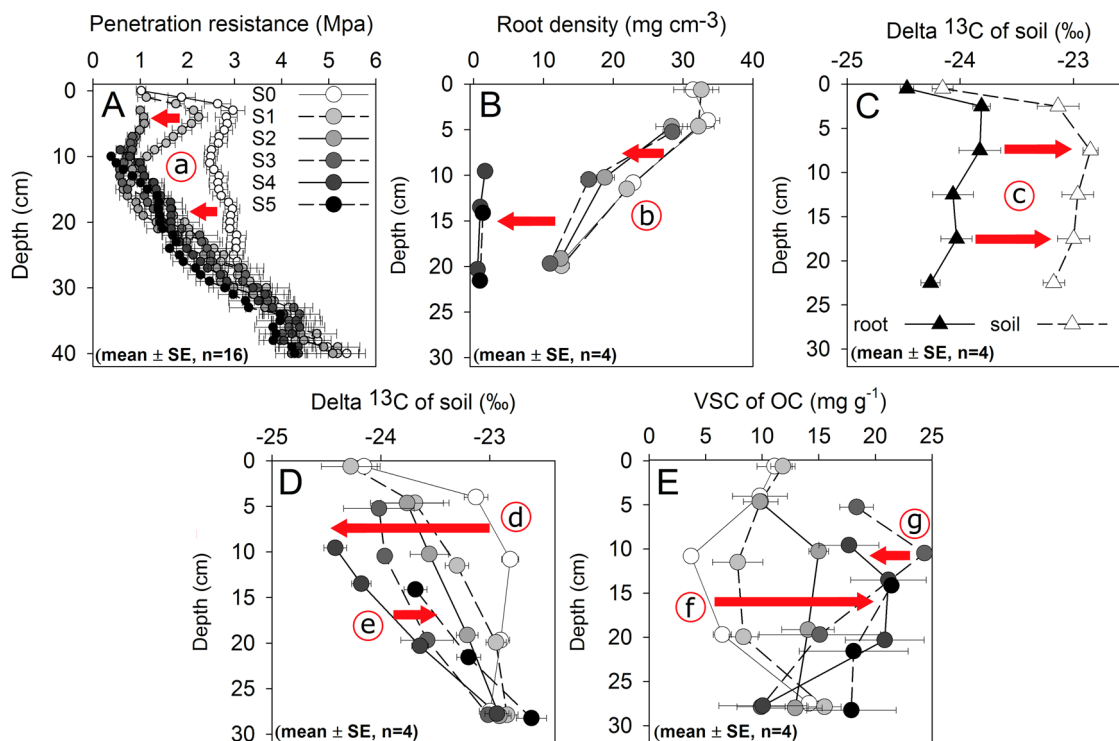 Penetration resistance (Mpa)
0 1 2 3 4 5 6
0
10
20
30
40
Depth (cm)
A
a
S0
S1
S2
S3
S4
S5
(mean ± SE, n=16)
Root density (mg cm-3)
0 10 20 30 40
0
5
10
15
20
25
30
Depth (cm)
B
b
(mean ± SE, n=4)
Delta 13C of soil (‰)
-25 -24 -23
0
5
10
15
20
25
30
Depth (cm)
C
c
root soil
(mean ± SE, n=4)
Delta 13C of soil (‰)
-25 -24 -23
0
5
10
15
20
25
30
Depth (cm)
D
d
e
(mean ± SE, n=4)
VSC of OC (mg g-1)
0 5 10 15 20 25
0
5
10
15
20
25
30
Depth (cm)
E
g
f
(mean ± SE, n=4)